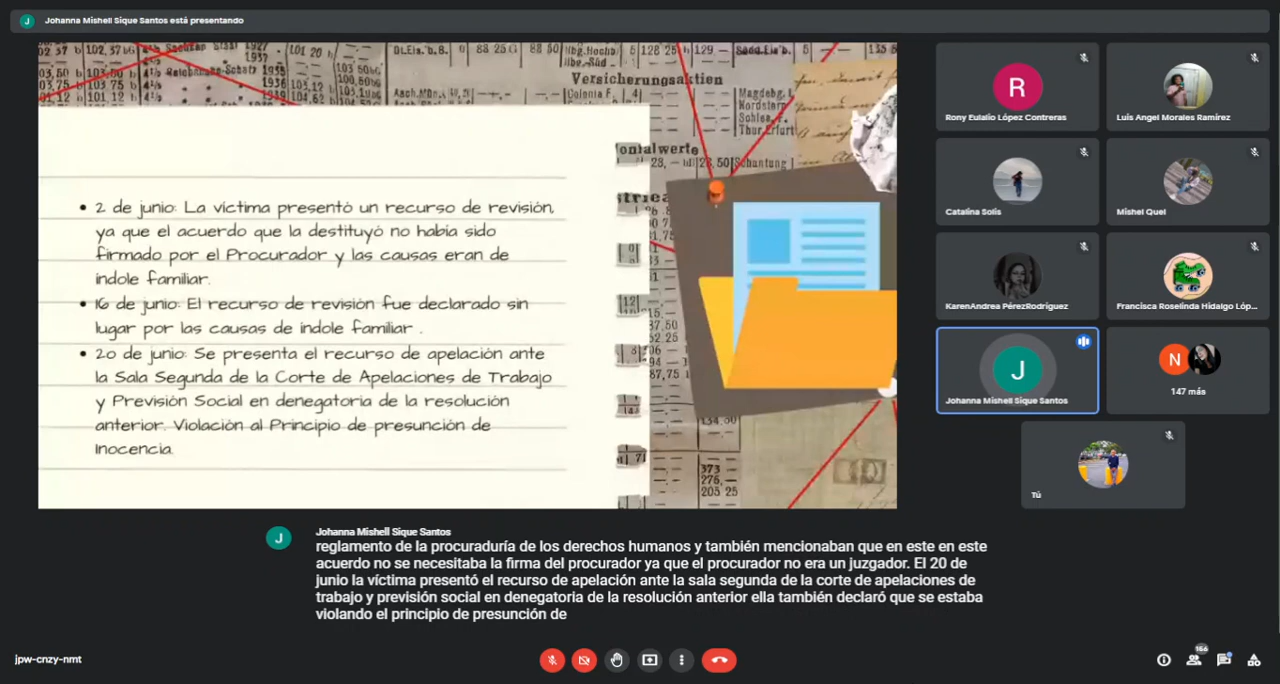 J Johanna Mishell Sique Santos está presentando
Versicherungsaktien
• 2 de junio: La víctima presentó un recurso de revisión,
ya que el acuerdo que la destituyó no había sido
firmado por el Procurador y las causas eran de
índole familiar.
• 16 de junio: El recurso de revisión fue declarado sin
lugar por las causas de índole familiar .
• 20 de junio: Se presenta el recurso de apelación ante
la Sala Segunda de la Corte de Apelaciones de Trabajo
y Previsión Social en denegatoria de la resolución
anterior. Violación al Principio de presunción de
Inocencia.
R
Rony Eulalio López Contreras
Luis Angel Morales Ramírez
Catalina Solis
Mishel Quel
KarenAndrea PérezRodríguez
Francisca Roselinda Hidalgo Lóp...
J
Johanna Mishell Sique Santos
N
147 más
Tú
J
Johanna Mishell Sique Santos
reglamento de la procuraduría de los derechos humanos y también mencionaban que en este en este
acuerdo no se necesitaba la firma del procurador ya que el procurador no era un juzgador. El 20 de
junio la víctima presentó el recurso de apelación ante la sala segunda de la corte de apelaciones de
trabajo y previsión social en denegatoria de la resolución anterior ella también declaró que se estaba
violando el principio de presunción de
jpw-cnzy-nmt